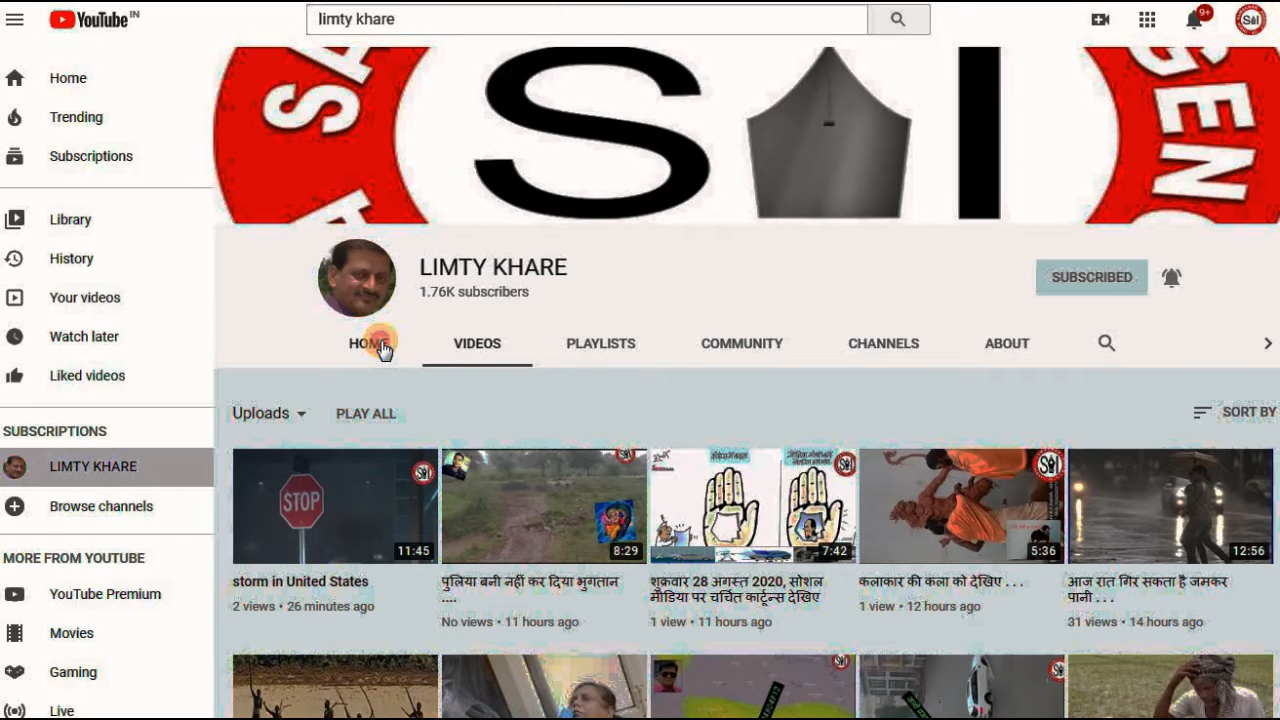 YouTube IN
limty khare
9+
Sal
Home
Trending
Subscriptions
Library
History
Your videos
Watch later
Liked videos
SUBSCRIPTIONS
LIMTY KHARE
Browse channels
MORE FROM YOUTUBE
YouTube Premium
Movies
Gaming
Live
SA
S I
GEN
LIMTY KHARE
1.76K subscribers
SUBSCRIBED
HOME VIDEOS PLAYLISTS COMMUNITY CHANNELS ABOUT
Uploads PLAY ALL SORT BY
STOP
11:45
8:29
7:42
5:36
12:56
storm in United States
2 views • 26 minutes ago
पुलिया बनी नहीं कर दिया भुगतान
....
No views • 11 hours ago
शुक्रवार 28 अगस्त 2020, सोशल
मीडिया पर चर्चित कार्टून्स देखिए
1 view • 11 hours ago
कलाकार की कला को देखिए . . .
1 view • 12 hours ago
आज रात गिर सकता है जमकर
पानी . . .
31 views • 14 hours ago